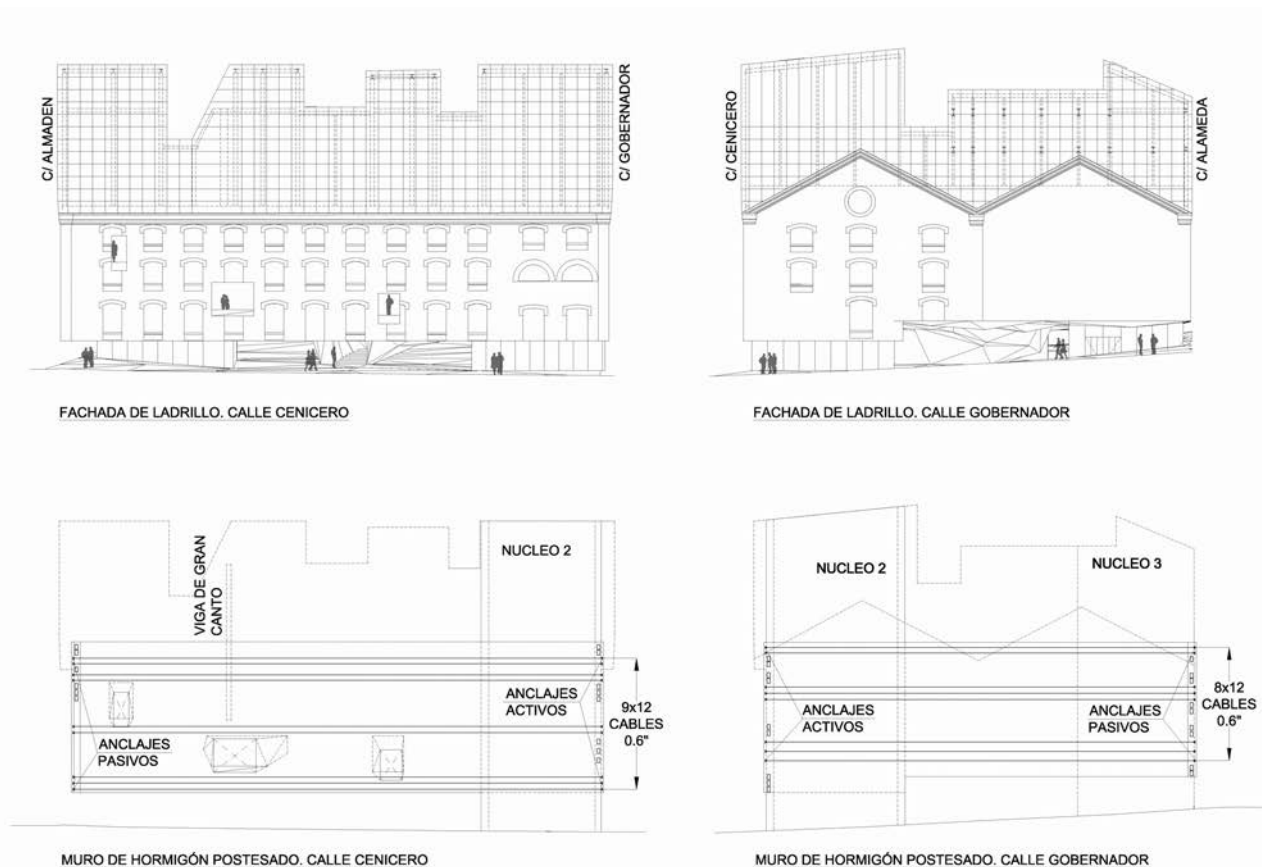 C/ ALMADEN
C/ GOBERNADOR
FACHADA DE LADRILLO. CALLE CENICERO
C/ CENICERO
C/ ALAMEDA
FACHADA DE LADRILLO. CALLE GOBERNADOR
VIGA DE GRAN
CANTO
NUCLEO 2
ANCLAJES
ACTIVOS
9x12
CABLES
0.6"
ANCLAJES
PASIVOS
MURO DE HORMIGÓN POSTESADO. CALLE CENICERO
NUCLEO 2
NUCLEO 3
ANCLAJES
ACTIVOS
ANCLAJES
PASIVOS
8x12
CABLES
0.6"
MURO DE HORMIGÓN POSTESADO. CALLE GOBERNADOR